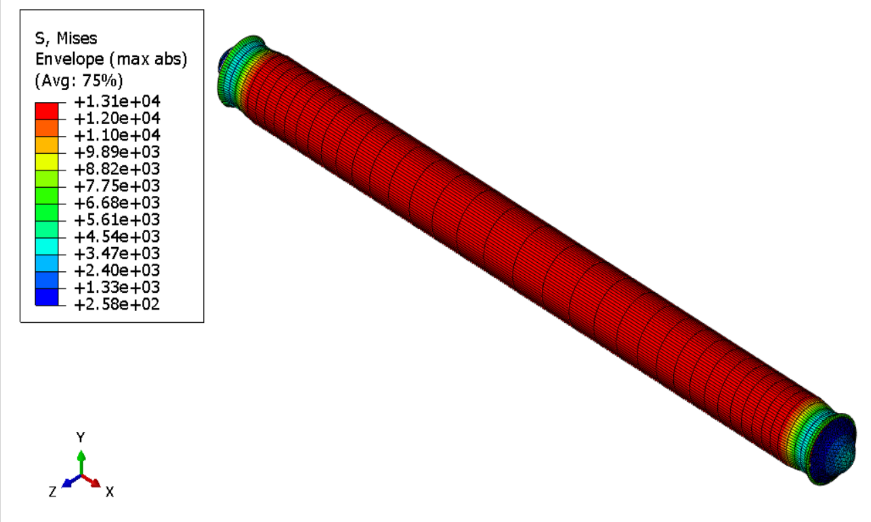 S, Mises
Envelope (max abs)
(Avg: 75%)
+1.31e+04
+1.20e+04
+1.10e+04
+9.89e+03
+8.82e+03
+7.75e+03
+6.68e+03
+5.61e+03
+4.54e+03
+3.47e+03
+2.40e+03
+1.33e+03
+2.58e+02
Y
Z
X